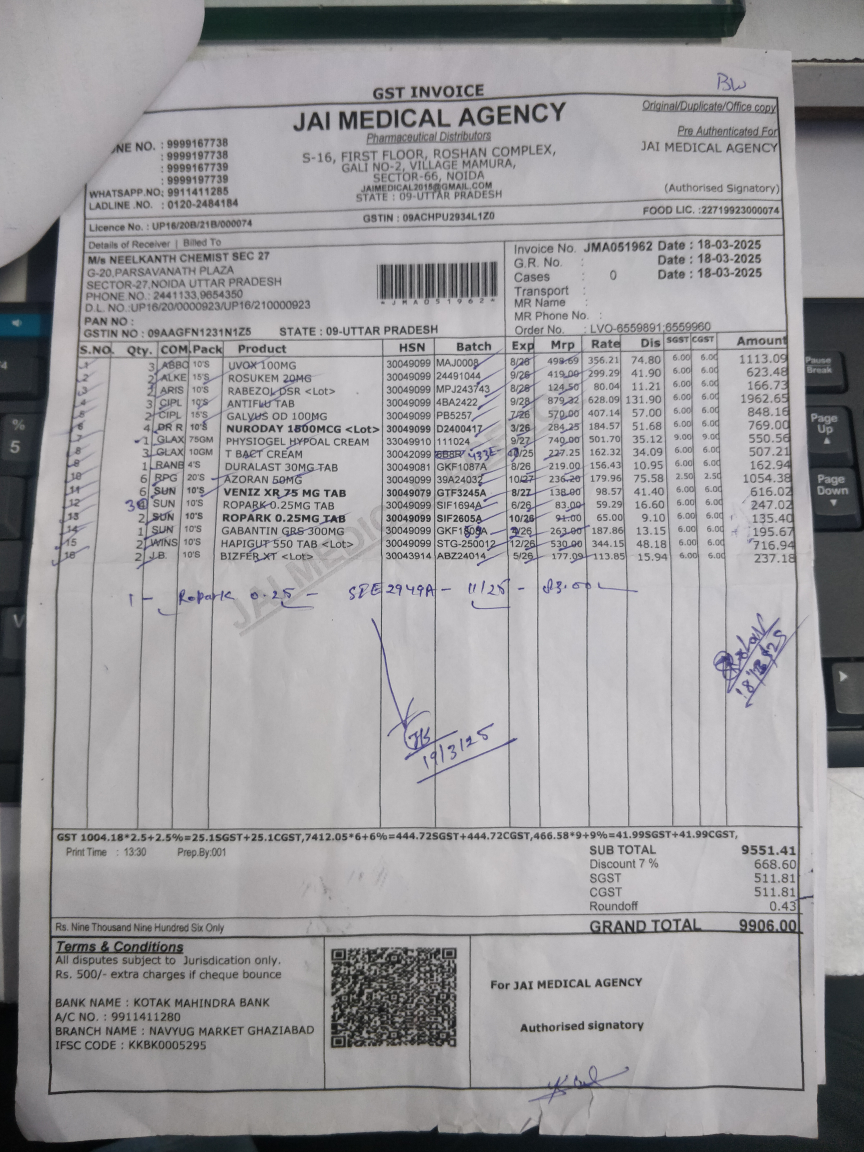 BW
GST INVOICE
Original/Duplicate/Office copy
JAI MEDICAL AGENCY
Pharmaceutical Distributors
Pre Authenticated For
JAI MEDICAL AGENCY
S-16, FIRST FLOOR, ROSHAN COMPLEX,
GALI NO-2, VILLAGE MAMURA,
SECTOR-66, NOIDA
JAIMEDICAL2015@GMAIL.COM
STATE : 09-UTTAR PRADESH
NE NO. : 9999167738
: 9999197738
: 9999167739
: 9999197739
WHATSAPP.NO: 9911411285
LADLINE .NO. : 0120-2484184
(Authorised Signatory)
Licence No. : UP16/20B/21B/000074
GSTIN : 09ACHPU2934L1Z0
FOOD LIC. :22719923000074
Details of Receiver | Billed To
M/s NEELKANTH CHEMIST SEC 27
G-20,PARSAVANATH PLAZA
SECTOR-27,NOIDA UTTAR PRADESH
PHONE NO.: 2441133,9654350
D.L. NO.:UP16/20/0000923/UP16/210000923
PAN NO :
GSTIN NO : 09AAGFN1231N1Z5 STATE : 09-UTTAR PRADESH
*JMA051962*
Invoice No. JMA051962 Date : 18-03-2025
G.R. No. : Date : 18-03-2025
Cases : 0 Date : 18-03-2025
Transport :
MR Name :
MR Phone No. :
Order No. : LVO-6559891;6559960
S.NO. Qty. COM. Pack Product HSN Batch Exp Mrp Rate Dis SGST CGST Amount
1 3 ABBO 10'S UVOX 100MG 30049099 MAJ0008 8/26 499.69 356.21 74.80 6.00 6.00 1113.09
2 2 ALKE 15'S ROSUKEM 20MG 30049099 24491044 9/26 419.00 299.29 41.90 6.00 6.00 623.48
3 2 ARIS 10'S RABEZOL DSR <Lot> 30049099 MPJ243743 8/26 124.50 80.04 11.21 6.00 6.00 166.73
4 3 CIPL 10'S ANTIFLU TAB 30049099 4BA2422 9/28 879.32 628.09 131.90 6.00 6.00 1962.65
5 2 CIPL 15'S GALVUS OD 100MG 30049099 PB5257 7/26 570.00 407.14 57.00 6.00 6.00 848.16
6 4 DR R 10'S NURODAY 1500MCG <Lot> 30049099 D2400417 3/26 284.25 184.57 51.68 6.00 6.00 769.00
7 1 GLAX 75GM PHYSIOGEL HYPOAL CREAM 30049910 111024 9/27 740.00 501.70 35.12 9.00 9.00 550.56
8 3 GLAX 10GM T BACT CREAM 30042099 433E /25 227.25 162.32 34.09 6.00 6.00 507.21
1 RANB 4'S DURALAST 30MG TAB 30049081 GKF1087A 8/26 219.00 156.43 10.95 6.00 6.00 162.94
10 6 RPG 20'S AZORAN 50MG 30049099 39A24032 10/27 236.20 179.96 75.58 2.50 2.50 1054.38
11 6 SUN 10'S VENIZ XR 75 MG TAB 30049079 GTF3245A 8/27 138.00 98.57 41.40 6.00 6.00 616.02
12 3 SUN 10'S ROPARK 0.25MG TAB 30049099 SIF1694A 6/26 83.00 59.29 16.60 6.00 6.00 247.02
13 2 SUN 10'S ROPARK 0.25MG TAB 30049099 SIF2605A 10/26 91.00 65.00 9.10 6.00 6.00 135.40
14 1 SUN 10'S GABANTIN GRS 300MG 30049099 /26 263.00 187.86 13.15 6.00 6.00 195.67
15 2 WINS 10'S HAPIGUT 550 TAB <Lot> 30049099 STG-250012 12/26 530.00 344.15 48.18 6.00 6.00 716.94
16 2 J.B. 10'S BIZFER XT <Lot> 30043914 ABZ24014 5/26 177.09 113.85 15.94 6.00 6.00 237.18
1 - Ropark 0.25 - SPE2949A - 11/25 - 83.00
JAI MEDICAL AGENCY
18/3/25
19/3/25
GST 1004.18*2.5+2.5%=25.1SGST+25.1CGST,7412.05*6+6%=444.72SGST+444.72CGST,466.58*9+9%=41.99SGST+41.99CGST,
Print Time : 13:30 Prep.By:001
SUB TOTAL 9551.41
Discount 7 % 668.60
SGST 511.81
CGST 511.81
Roundoff 0.43
Rs. Nine Thousand Nine Hundred Six Only
GRAND TOTAL 9906.00
Terms & Conditions
All disputes subject to Jurisdication only.
Rs. 500/- extra charges if cheque bounce
BANK NAME : KOTAK MAHINDRA BANK
A/C NO. : 9911411280
BRANCH NAME : NAVYUG MARKET GHAZIABAD
IFSC CODE : KKBK0005295
For JAI MEDICAL AGENCY
Authorised signatory
%
5
Pause
Break
Page
Up
Page
Down